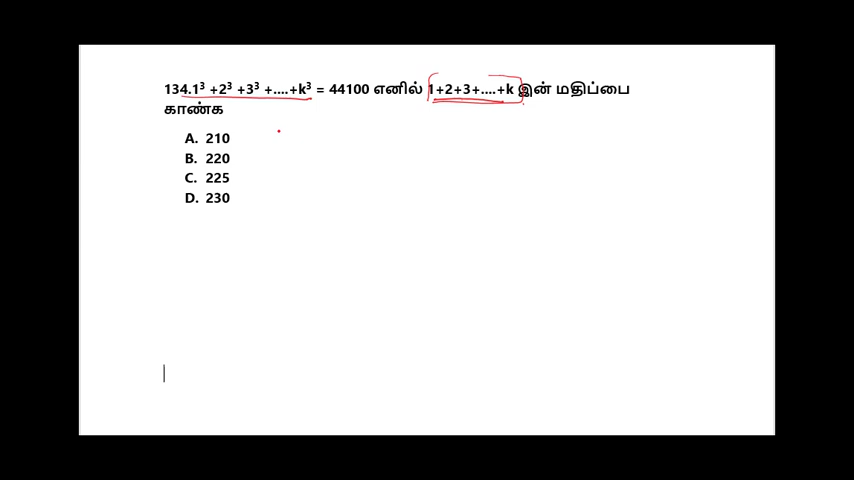 134.1³ +2³ +3³ +....+k³ = 44100 எனில் 1+2+3+....+k இன் மதிப்பை
காண்க
A. 210
B. 220
C. 225
D. 230